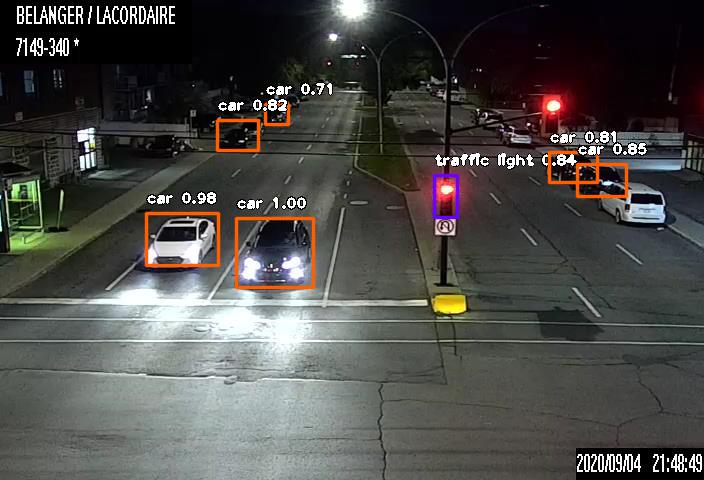 BELANGER / LACORDAIRE
7149-340 *
car 0.71
car 0.82
car 0.81
car 0.85
traffic light 0.84
car 0.98
car 1.00
2020/09/04 21:48:49